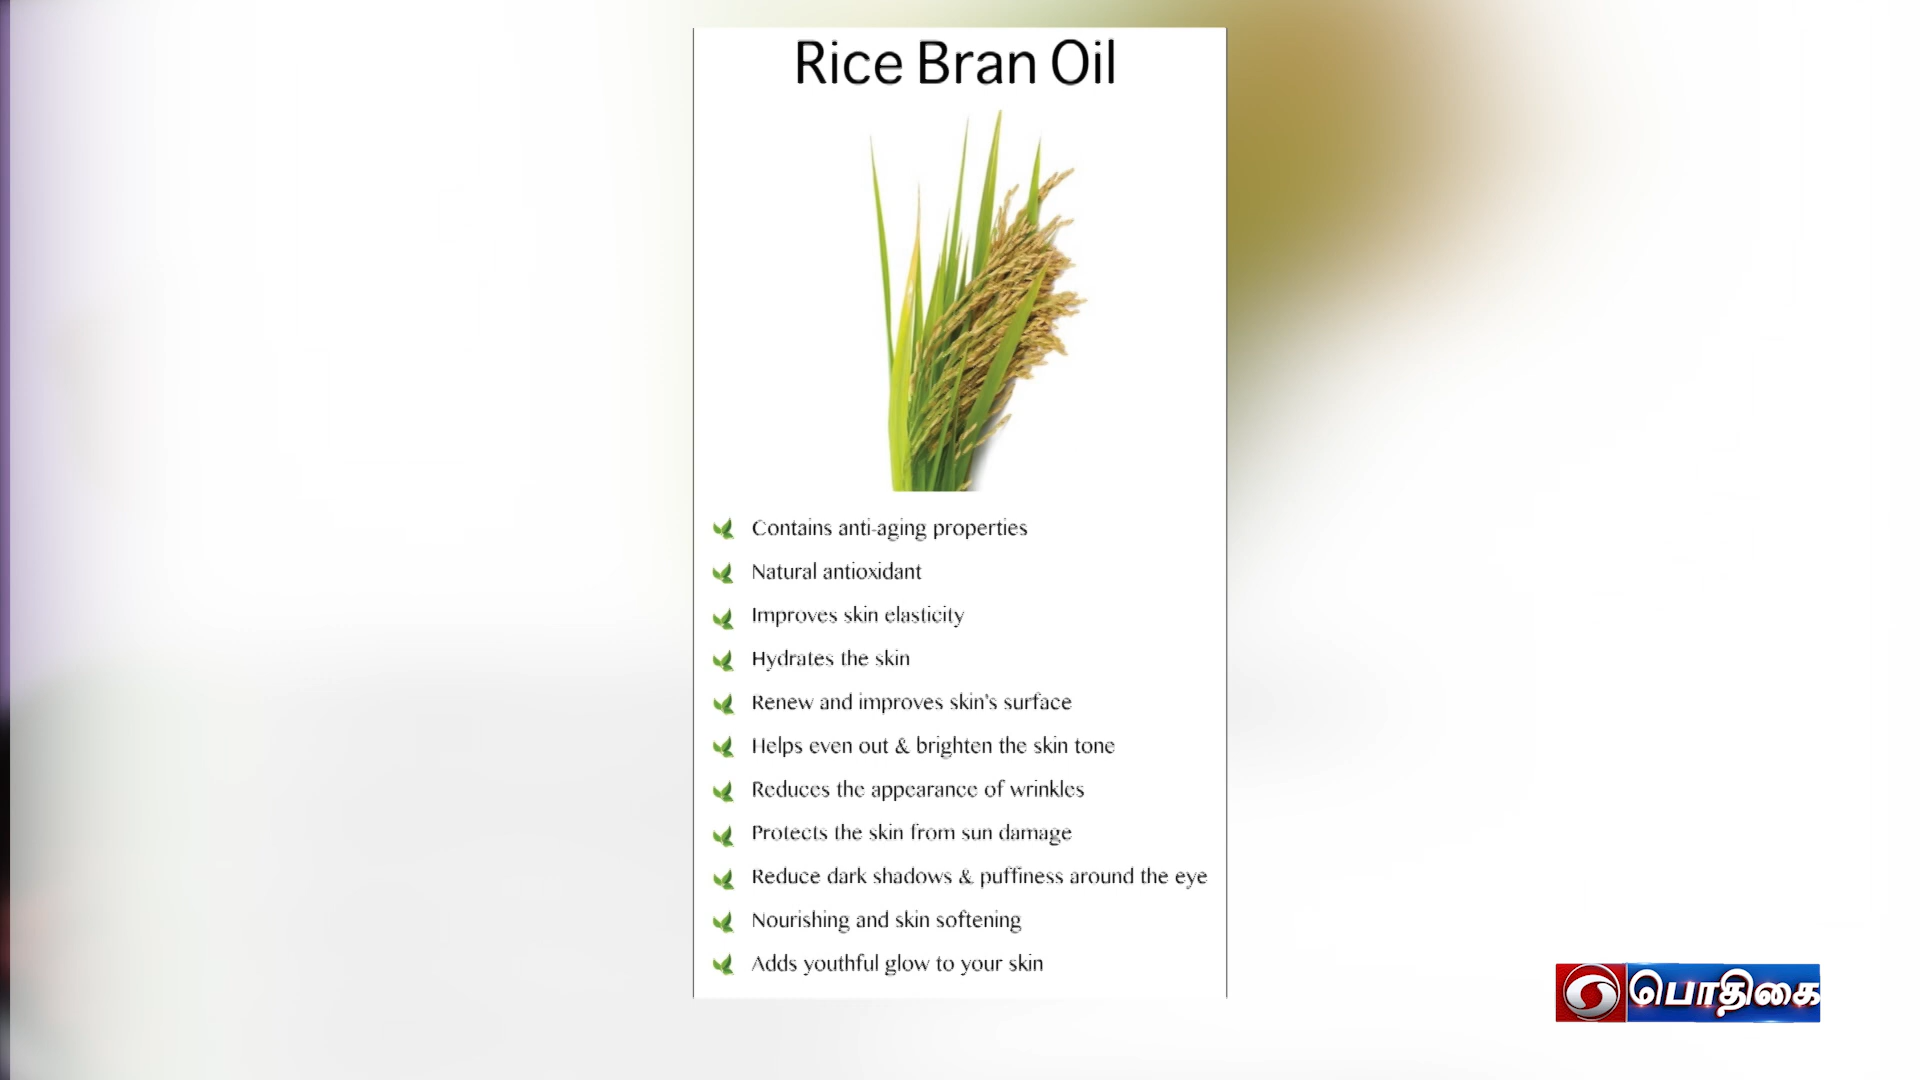 Rice Bran Oil
Contains anti-aging properties
Natural antioxidant
Improves skin elasticity
Hydrates the skin
Renew and improves skin's surface
Helps even out & brighten the skin tone
Reduces the appearance of wrinkles
Protects the skin from sun damage
Reduce dark shadows & puffiness around the eye
Nourishing and skin softening
Adds youthful glow to your skin
பொதிகை